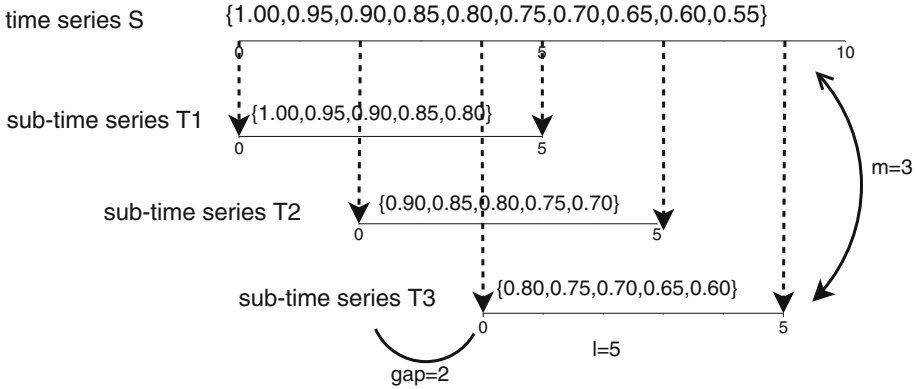 time series S {1.00,0.95,0.90,0.85,0.80,0.75,0.70,0.65,0.60,0.55}
0 5 10
sub-time series T1 {1.00,0.95,0.90,0.85,0.80}
0 5
m=3
sub-time series T2 {0.90,0.85,0.80,0.75,0.70}
0 5
sub-time series T3 {0.80,0.75,0.70,0.65,0.60}
0 5
l=5
gap=2